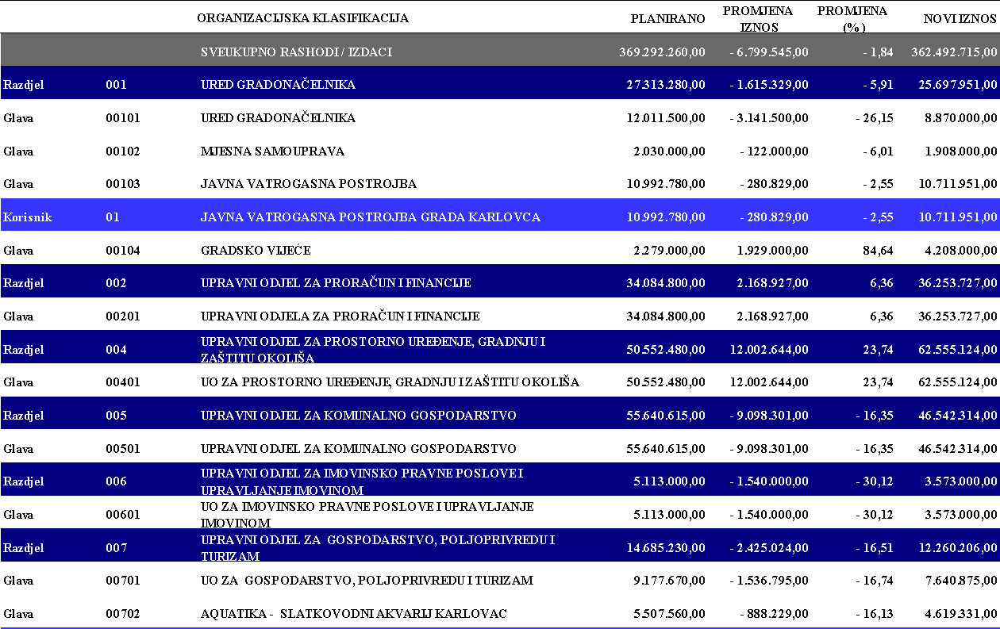 ORGANIZACIJSKA KLASIFIKACIJA PLANIRANO PROMJENA IZNOS PROMJENA (%) NOVI IZNOS
SVEUKUPNO RASHODI / IZDACI 369.292.260,00 - 6.799.545,00 - 1,84 362.492.715,00
Razdjel 001 URED GRADONAČELNIKA 27.313.280,00 - 1.615.329,00 - 5,91 25.697.951,00
Glava 00101 URED GRADONAČELNIKA 12.011.500,00 - 3.141.500,00 - 26,15 8.870.000,00
Glava 00102 MJESNA SAMOUPRAVA 2.030.000,00 - 122.000,00 - 6,01 1.908.000,00
Glava 00103 JAVNA VATROGASNA POSTROJBA 10.992.780,00 - 280.829,00 - 2,55 10.711.951,00
Korisnik 01 JAVNA VATROGASNA POSTROJBA GRADA KARLOVCA 10.992.780,00 - 280.829,00 - 2,55 10.711.951,00
Glava 00104 GRADSKO VIJEĆE 2.279.000,00 1.929.000,00 84,64 4.208.000,00
Razdjel 002 UPRAVNI ODJEL ZA PRORAČUN I FINANCIJE 34.084.800,00 2.168.927,00 6,36 36.253.727,00
Glava 00201 UPRAVNI ODJELA ZA PRORAČUN I FINANCIJE 34.084.800,00 2.168.927,00 6,36 36.253.727,00
Razdjel 004 UPRAVNI ODJEL ZA PROSTORNO UREĐENJE, GRADNJU I
ZAŠTITU OKOLIŠA 50.552.480,00 12.002.644,00 23,74 62.555.124,00
Glava 00401 UO ZA PROSTORNO UREĐENJE, GRADNJU I ZAŠTITU OKOLIŠA 50.552.480,00 12.002.644,00 23,74 62.555.124,00
Razdjel 005 UPRAVNI ODJEL ZA KOMUNALNO GOSPODARSTVO 55.640.615,00 - 9.098.301,00 - 16,35 46.542.314,00
Glava 00501 UPRAVNI ODJEL ZA KOMUNALNO GOSPODARSTVO 55.640.615,00 - 9.098.301,00 - 16,35 46.542.314,00
Razdjel 006 UPRAVNI ODJEL ZA IMOVINSKO PRAVNE POSLOVE I
UPRAVLJANJE IMOVINOM 5.113.000,00 - 1.540.000,00 - 30,12 3.573.000,00
Glava 00601 UO ZA IMOVINSKO PRAVNE POSLOVE I UPRAVLJANJE
IMOVINOM 5.113.000,00 - 1.540.000,00 - 30,12 3.573.000,00
Razdjel 007 UPRAVNI ODJEL ZA GOSPODARSTVO, POLJOPRIVREDU I
TURIZAM 14.685.230,00 - 2.425.024,00 - 16,51 12.260.206,00
Glava 00701 UO ZA GOSPODARSTVO, POLJOPRIVREDU I TURIZAM 9.177.670,00 - 1.536.795,00 - 16,74 7.640.875,00
Glava 00702 AQUATIKA - SLATKOVODNI AKVARIJ KARLOVAC 5.507.560,00 - 888.229,00 - 16,13 4.619.331,00